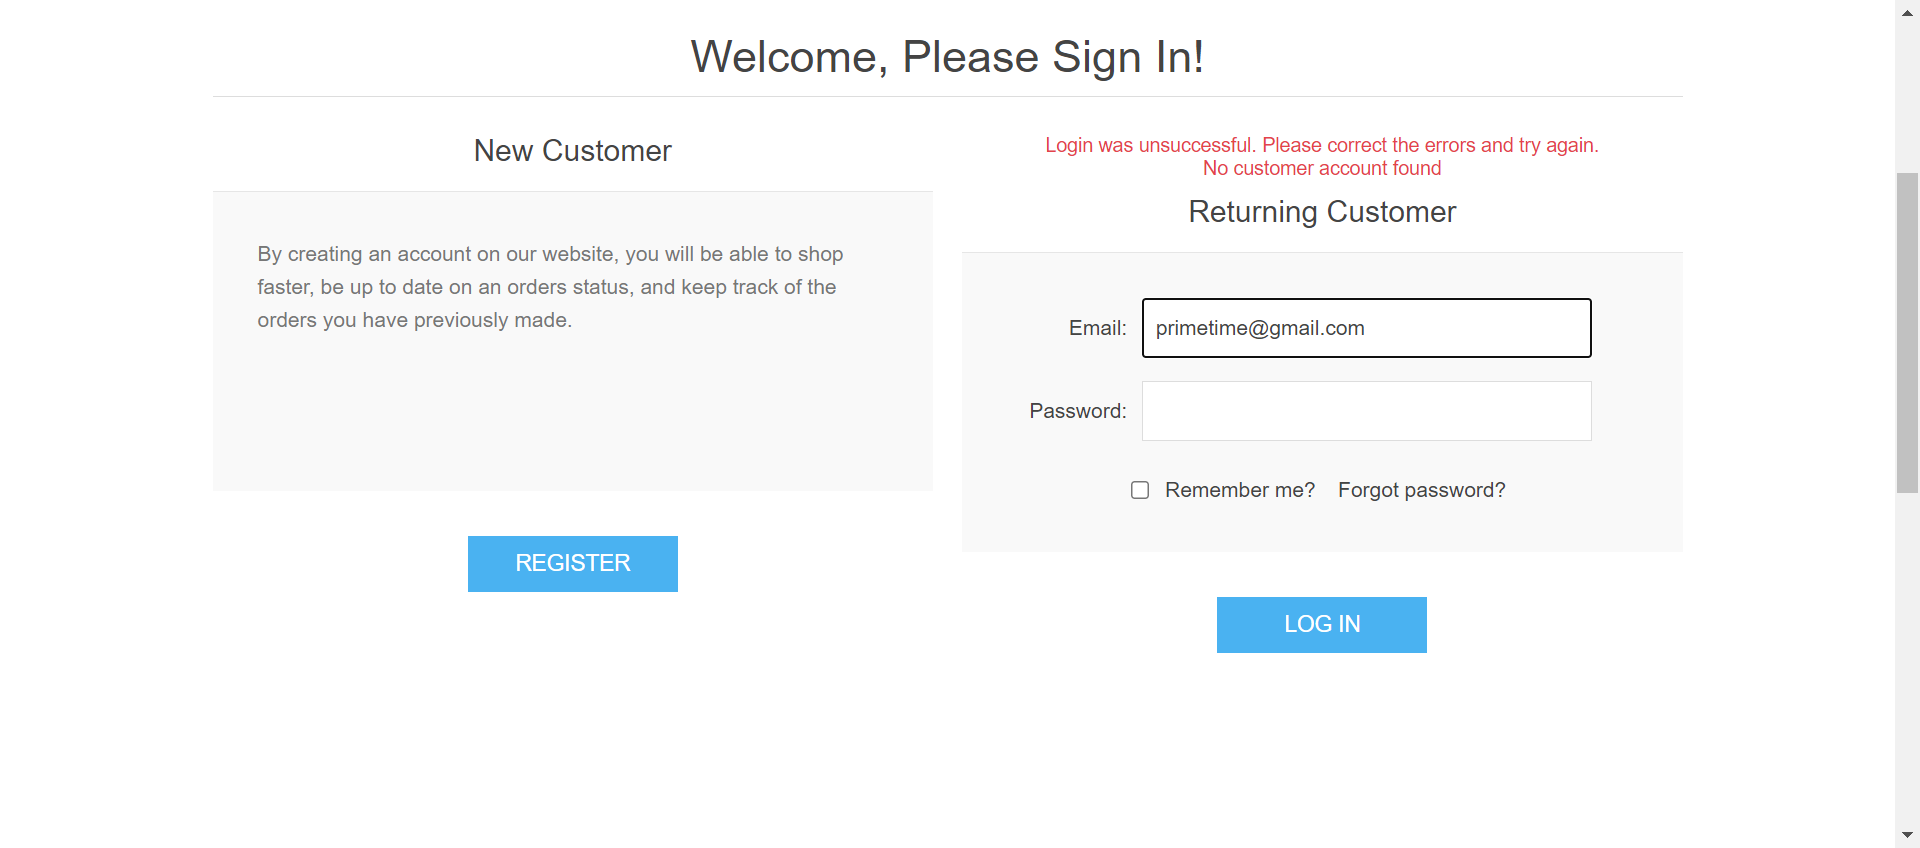 Welcome, Please Sign In!
New Customer
By creating an account on our website, you will be able to shop
faster, be up to date on an orders status, and keep track of the
orders you have previously made.
REGISTER
Login was unsuccessful. Please correct the errors and try again.
No customer account found
Returning Customer
Email: primetime@gmail.com
Password:
Remember me? Forgot password?
LOG IN